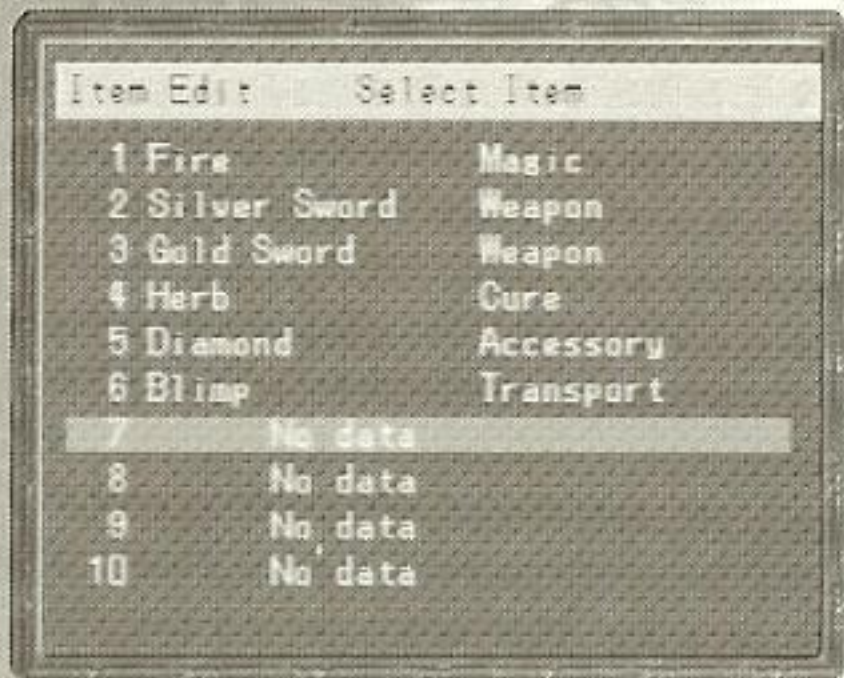 Item Edit Select Item
1 Fire Magic
2 Silver Sword Weapon
3 Gold Sword Weapon
4 Herb Cure
5 Diamond Accessory
6 Blimp Transport
7 No data
8 No data
9 No data
10 No data